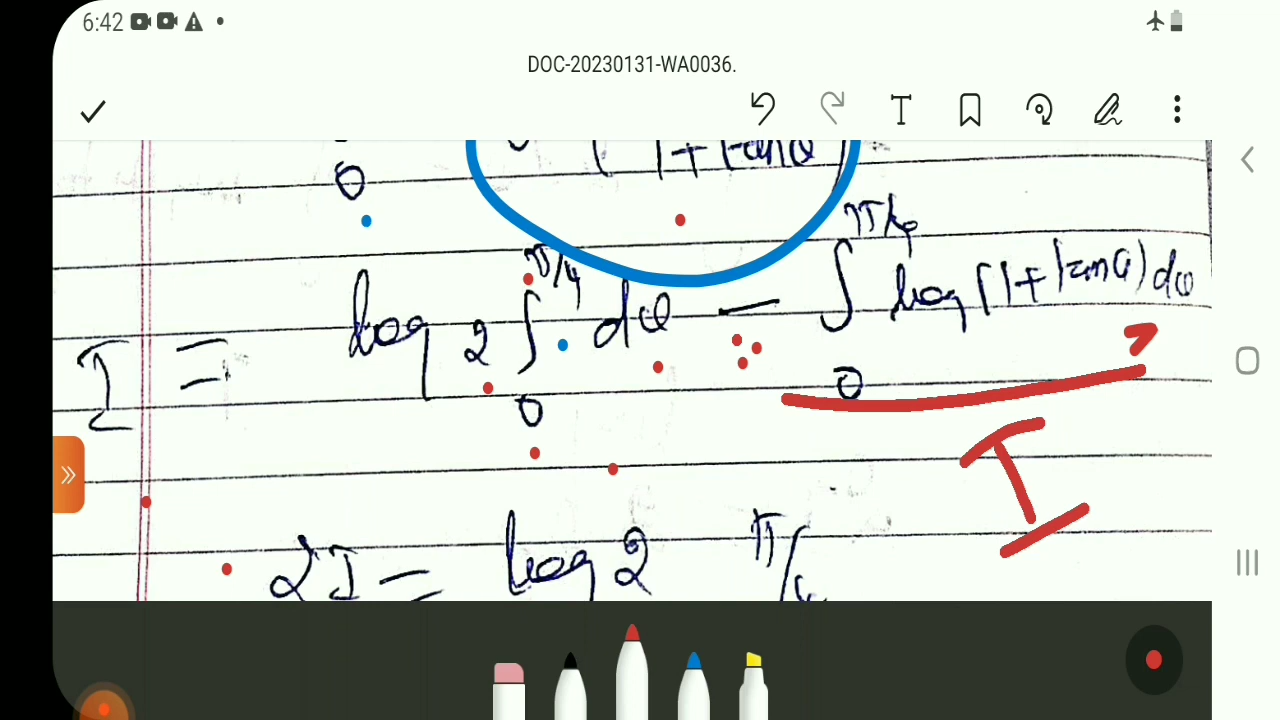 6:42
DOC-20230131-WA0036.
0 1+tanθ
I = log 2 ∫₀^π/4 dθ — ∫₀^π/4 log (1+tanθ) dθ
I
2I = log 2 π/4